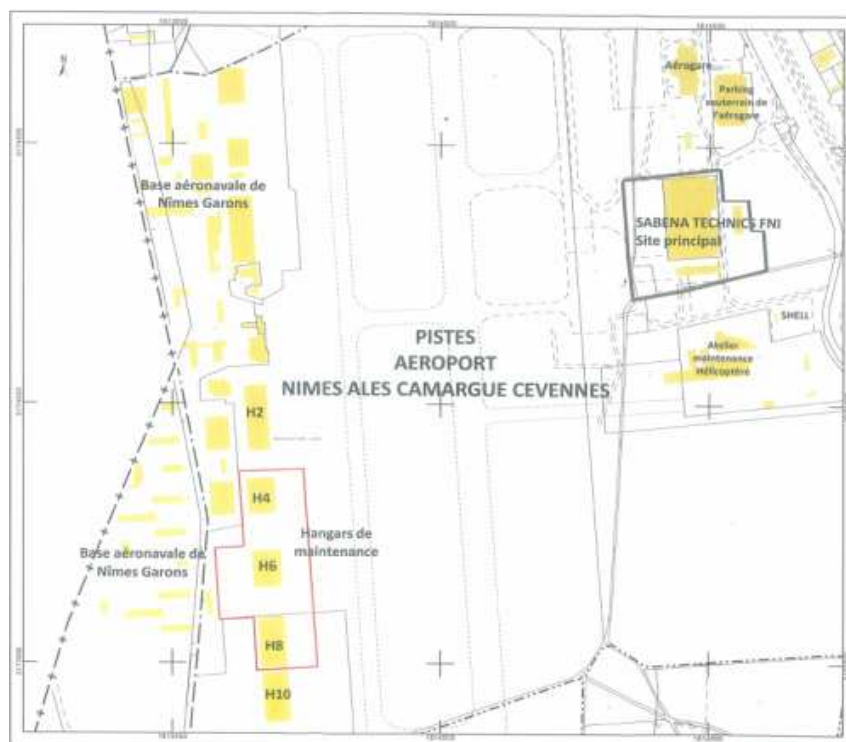 Aérogare
Parking
souterrain de
l'aérogare
Base aéronavale de
Nîmes Garons
SABENA TECHNICS FNI
Site principal
SHELL
PISTES
AEROPORT
NIMES ALES CAMARGUE CEVENNES
Atelier
maintenance
Hélicoptère
H2
H4
Hangars de
maintenance
Base aéronavale de
Nîmes Garons
H6
H8
H10